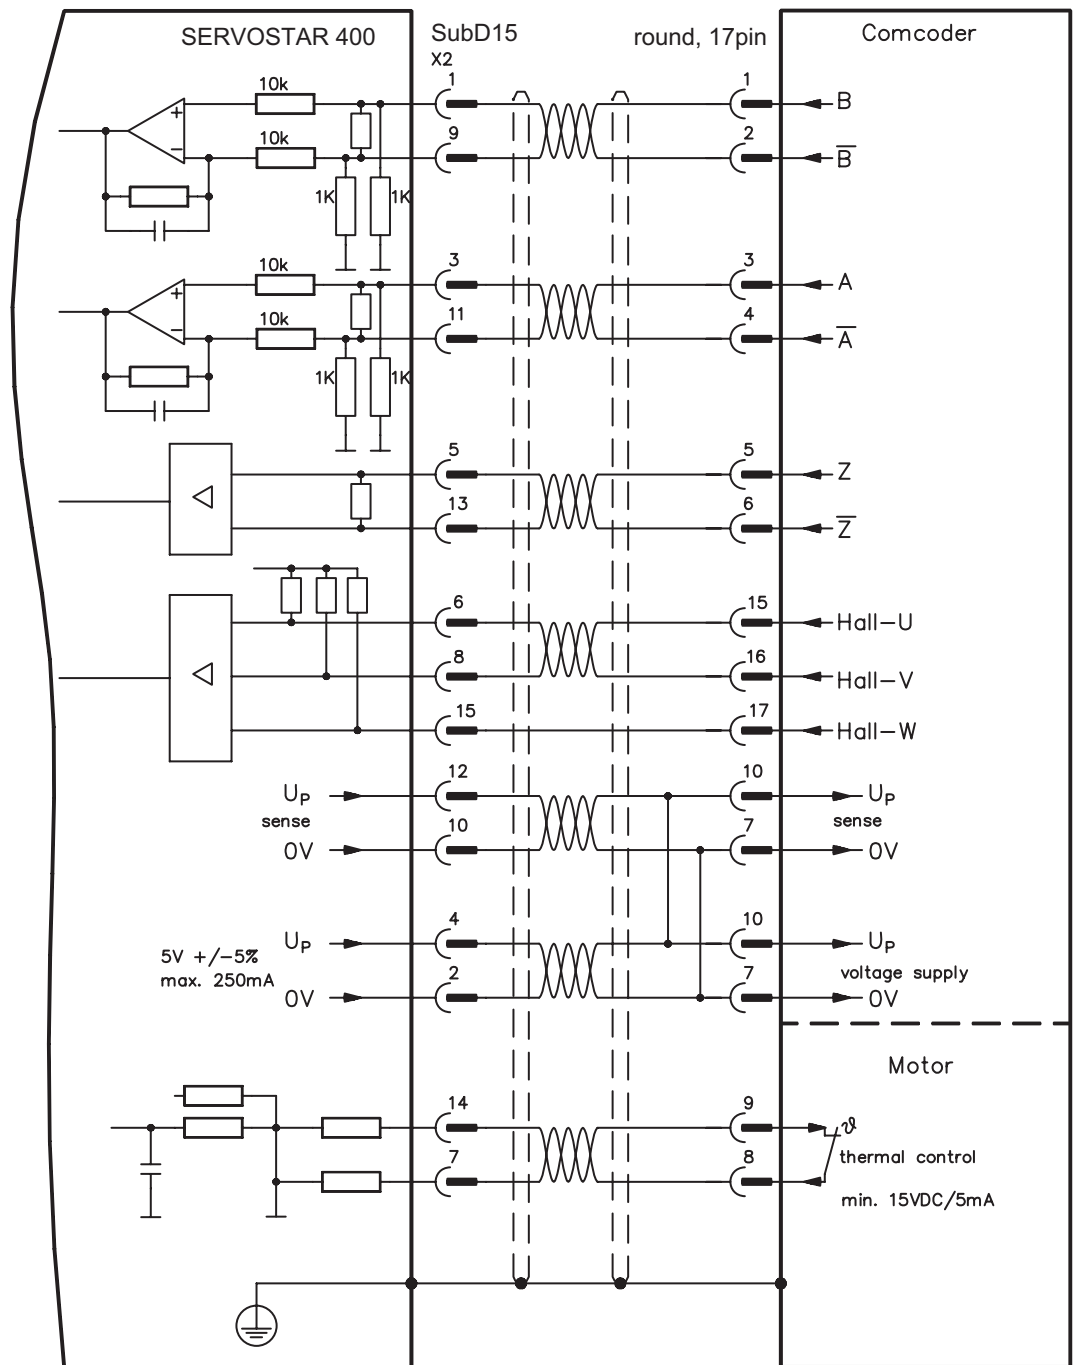 SERVOSTAR 400 SubD15 round, 17pin Comcoder
X2
10k 1 1 B
+
10k 9 2 B̅
−
1K 1K
10k 3 3 A
+
10k 11 4 A̅
−
1K 1K
5 5 Z
13 6 Z̅
6 15 Hall–U
8 16 Hall–V
15 17 Hall–W
UP 12 10 UP
sense sense
0V 10 7 0V
UP 4 10 UP
5V +/−5% voltage supply
max. 250mA
0V 2 7 0V
Motor
14 9 ϑ
thermal control
7 8
min. 15VDC/5mA